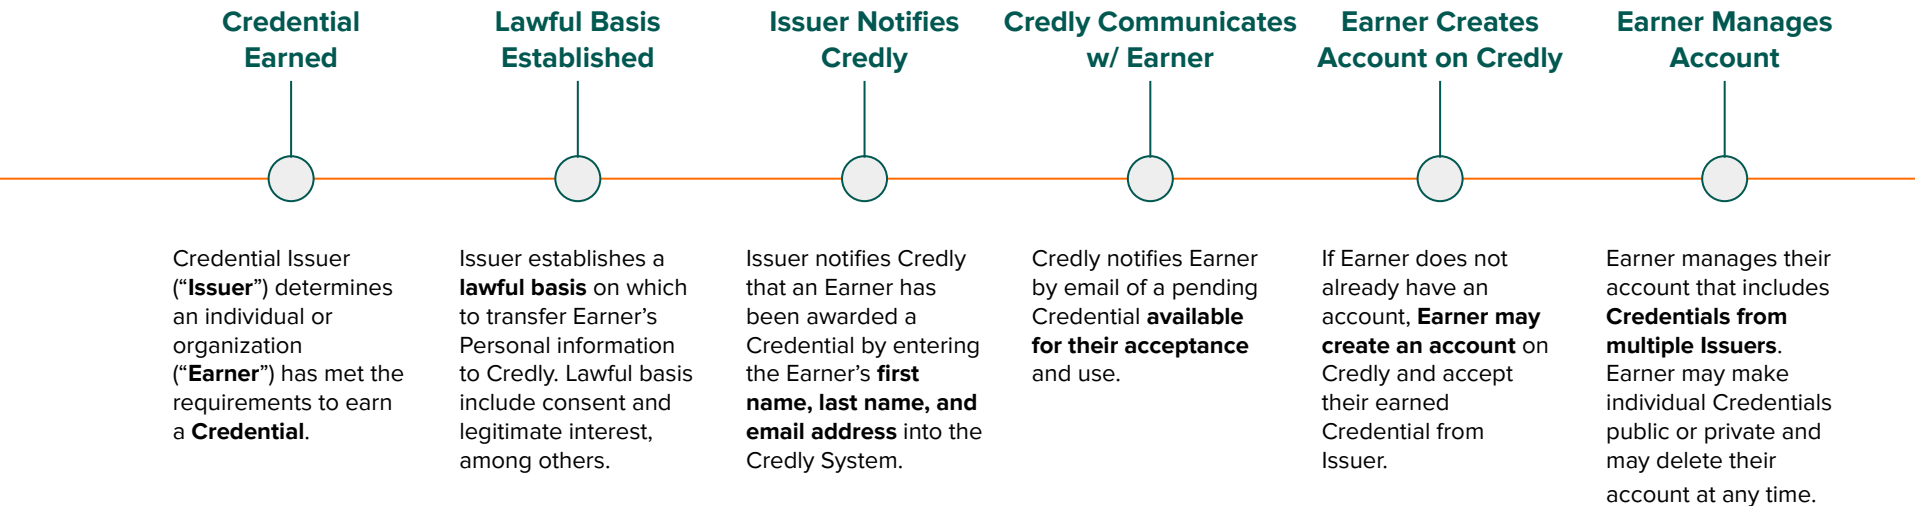 Credential
Earned
Lawful Basis
Established
Issuer Notifies
Credly
Credly Communicates
w/ Earner
Earner Creates
Account on Credly
Earner Manages
Account
Credential Issuer
(“Issuer”) determines
an individual or
organization
(“Earner”) has met the
requirements to earn
a Credential.
Issuer establishes a
lawful basis on which
to transfer Earner’s
Personal information
to Credly. Lawful basis
include consent and
legitimate interest,
among others.
Issuer notifies Credly
that an Earner has
been awarded a
Credential by entering
the Earner’s first
name, last name, and
email address into the
Credly System.
Credly notifies Earner
by email of a pending
Credential available
for their acceptance
and use.
If Earner does not
already have an
account, Earner may
create an account on
Credly and accept
their earned
Credential from
Issuer.
Earner manages their
account that includes
Credentials from
multiple Issuers.
Earner may make
individual Credentials
public or private and
may delete their
account at any time.